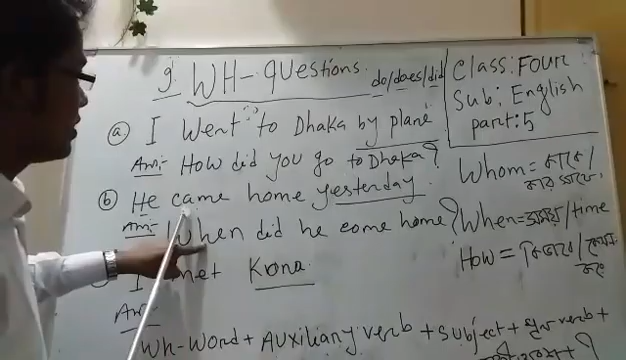 9. WH-questions.
do/does/did
Class: Four
Sub: English
part: 5
(a) I went to Dhaka by plane
Ans:- How did you go to Dhaka?
(b) He came home yesterday
Ans:- When did he come home?
I met Kona
Ans:-
Whom = কাকে/
When = সময়/time
How = কিভাবে/
Wh-word + Auxiliary verb + subject + মূল verb +